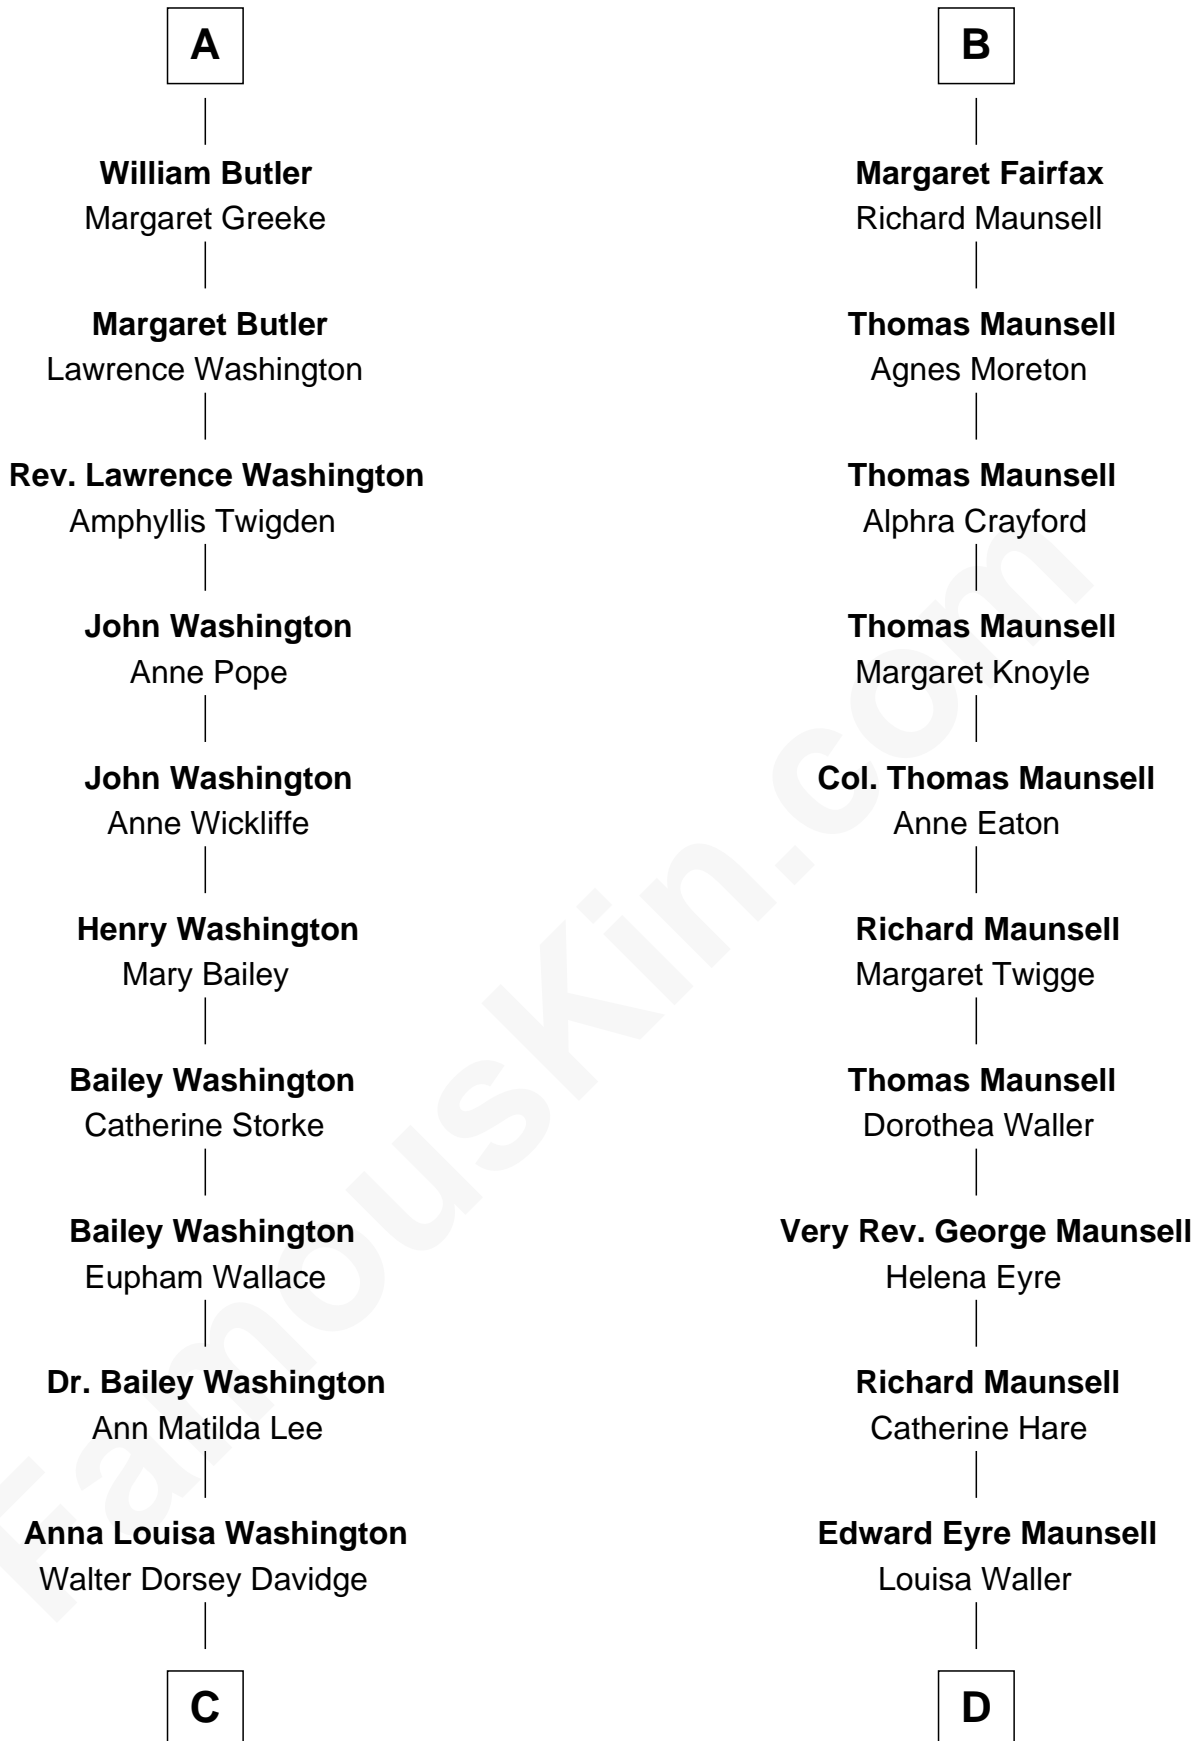 A
William Butler
Margaret Greeke
Margaret Butler
Lawrence Washington
Rev. Lawrence Washington
Amphyllis Twigden
John Washington
Anne Pope
John Washington
Anne Wickliffe
Henry Washington
Mary Bailey
Bailey Washington
Catherine Storke
Bailey Washington
Eupham Wallace
Dr. Bailey Washington
Ann Matilda Lee
Anna Louisa Washington
Walter Dorsey Davidge
C
B
Margaret Fairfax
Richard Maunsell
Thomas Maunsell
Agnes Moreton
Thomas Maunsell
Alphra Crayford
Thomas Maunsell
Margaret Knoyle
Col. Thomas Maunsell
Anne Eaton
Richard Maunsell
Margaret Twigge
Thomas Maunsell
Dorothea Waller
Very Rev. George Maunsell
Helena Eyre
Richard Maunsell
Catherine Hare
Edward Eyre Maunsell
Louisa Waller
D
FamousKin.com